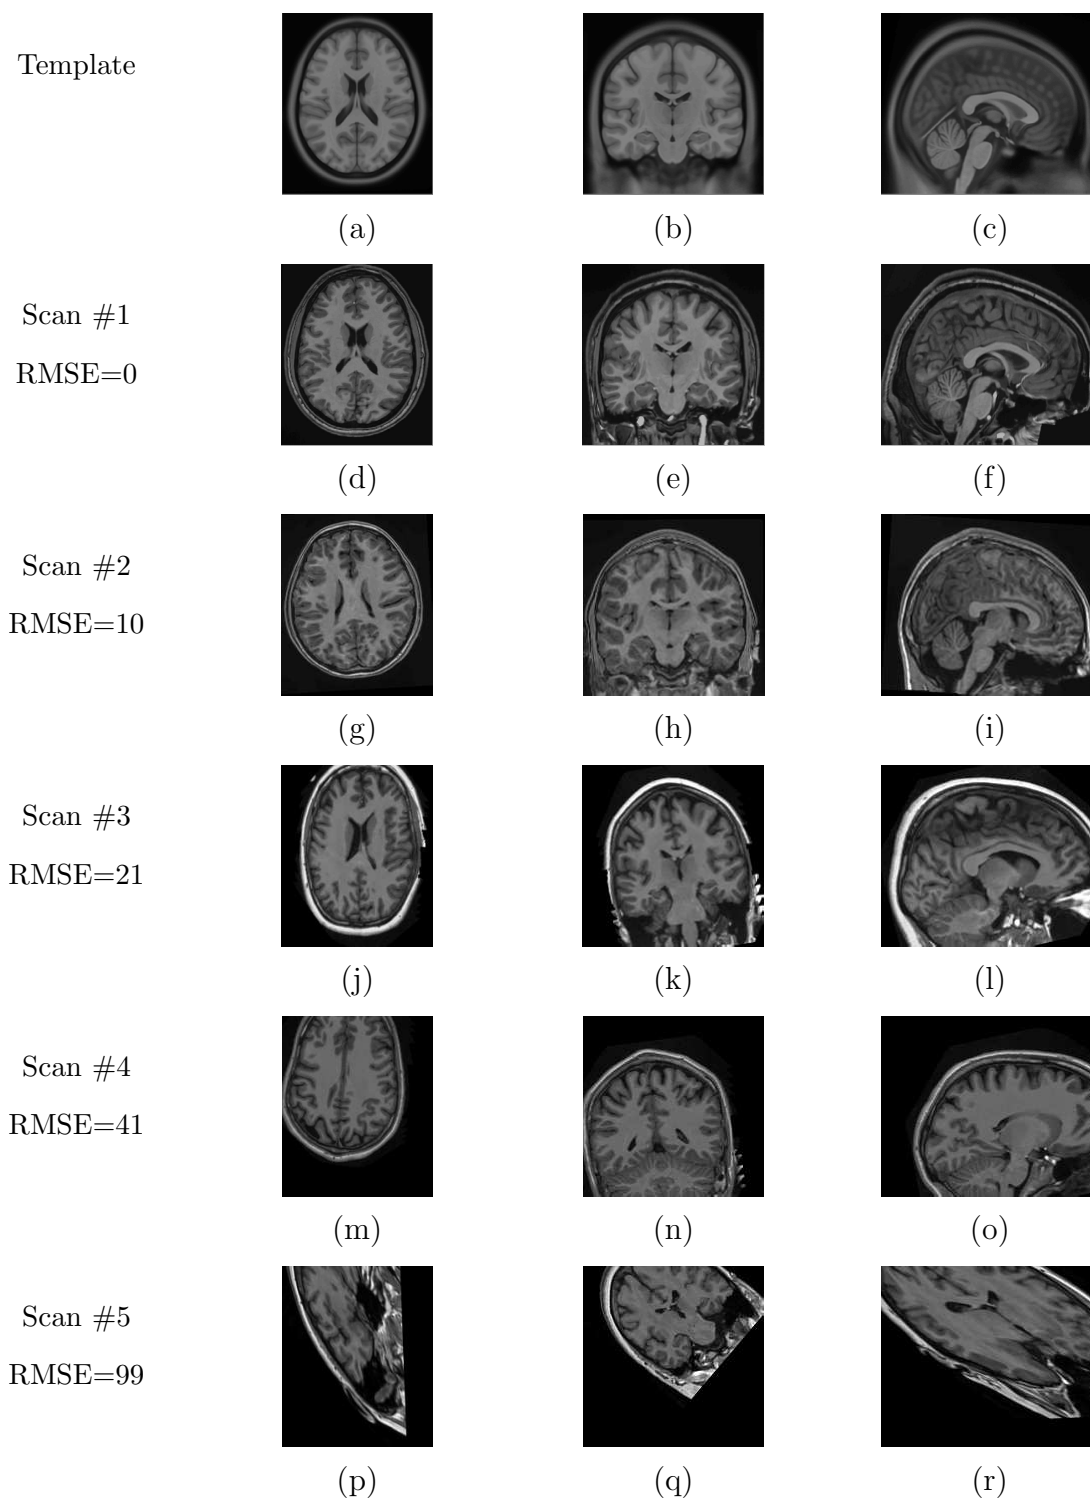 Template
(a) (b) (c)
Scan #1
RMSE=0
(d) (e) (f)
Scan #2
RMSE=10
(g) (h) (i)
Scan #3
RMSE=21
(j) (k) (l)
Scan #4
RMSE=41
(m) (n) (o)
Scan #5
RMSE=99
(p) (q) (r)